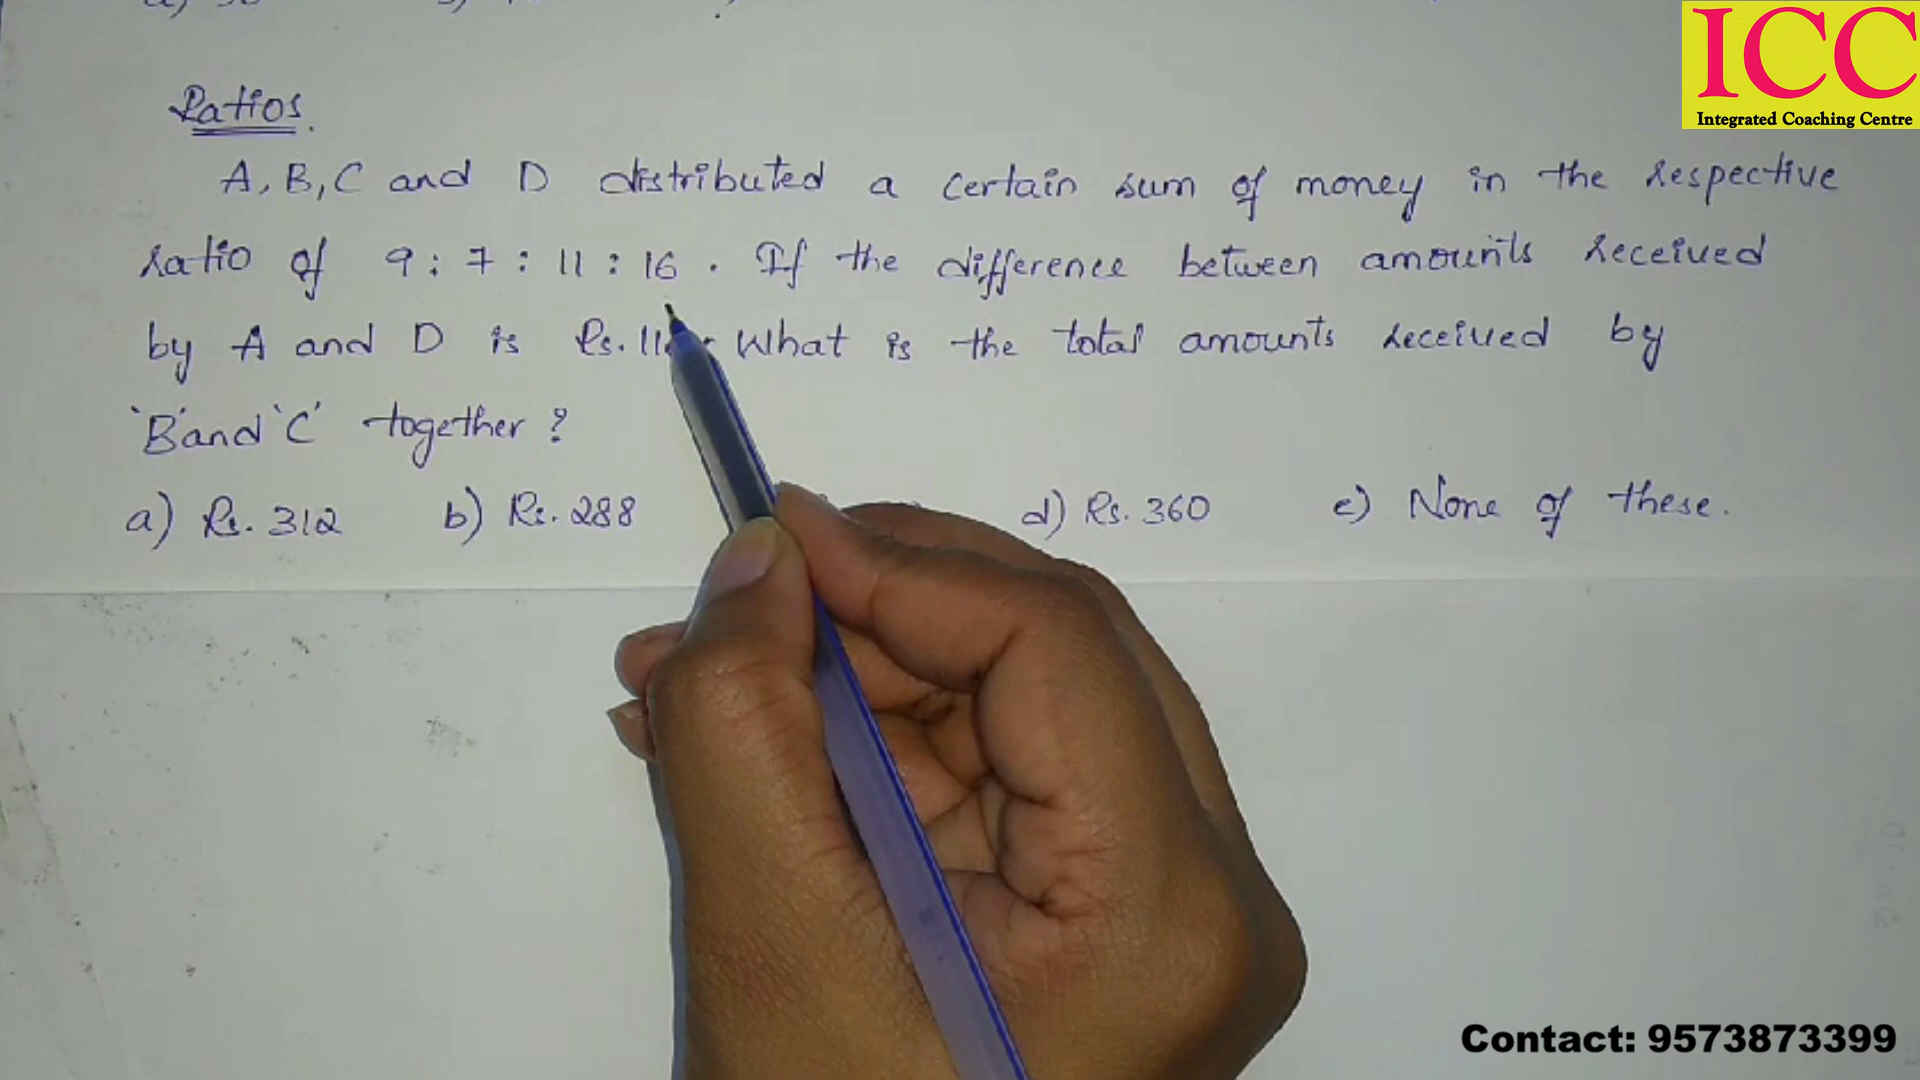 ICC
Integrated Coaching Centre
Ratios.
A, B, C and D distributed a certain sum of money in the respective
ratio of 9 : 7 : 11 : 16 . If the difference between amounts received
by A and D is Rs. What is the total amounts received by
'B' and 'C' together ?
a) Rs. 312 b) Rs. 288 d) Rs. 360 e) None of these.
Contact: 9573873399